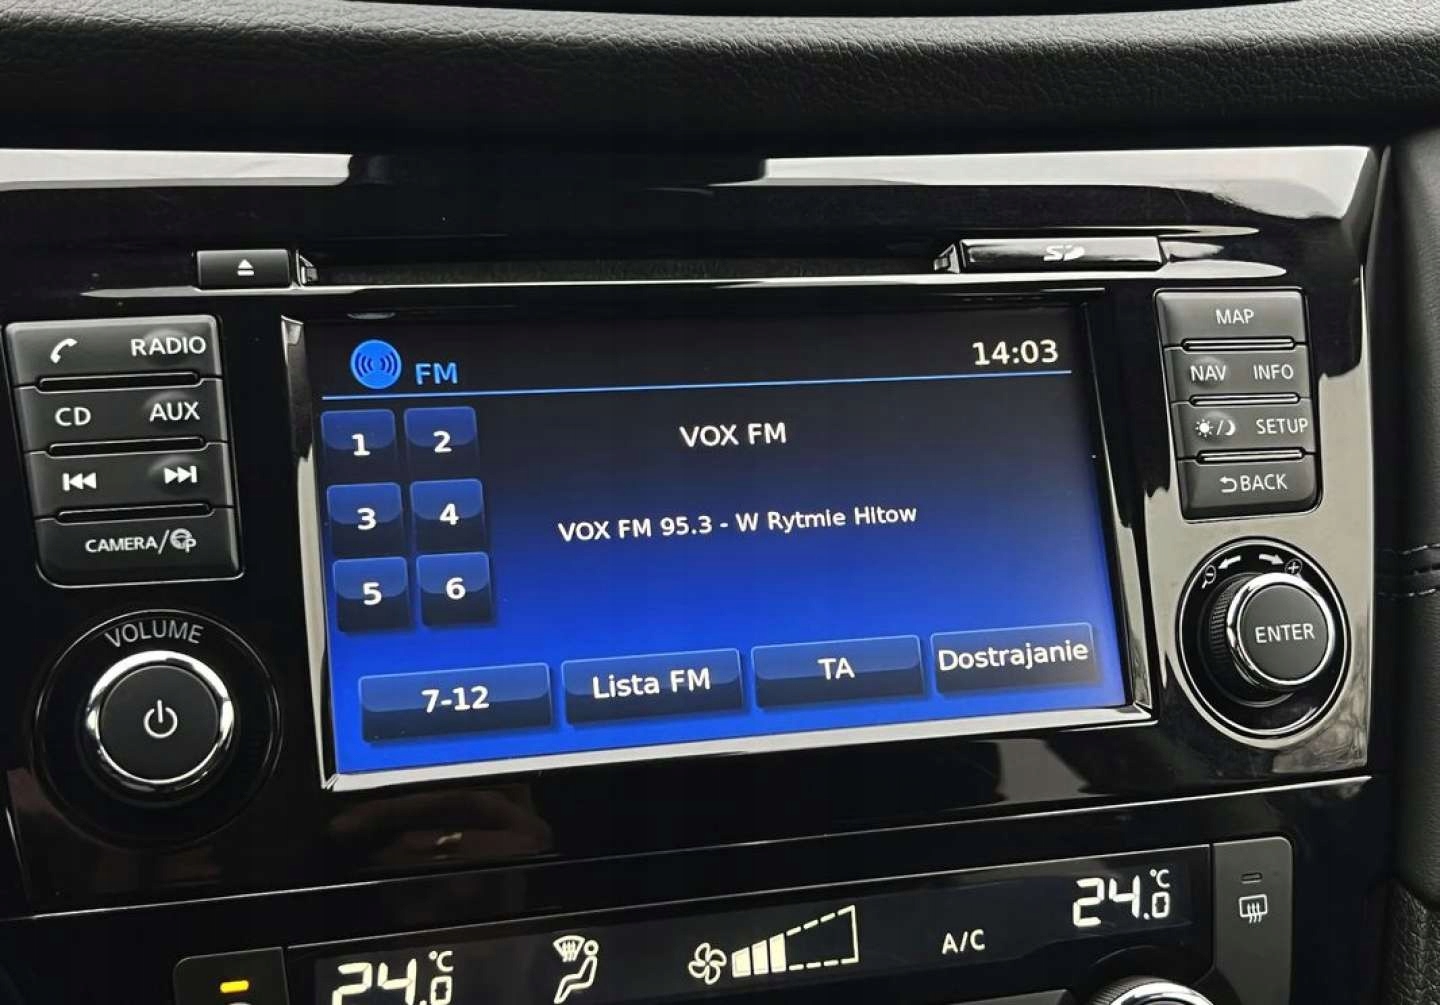 SD
RADIO
CD AUX
CAMERA/
VOLUME
FM
14:03
1 2
3 4
5 6
VOX FM
VOX FM 95.3 - W Rytmie Hitow
7-12
Lista FM
TA
Dostrajanie
MAP
NAV INFO
SETUP
BACK
ENTER
24.0°C
A/C
24.0°C